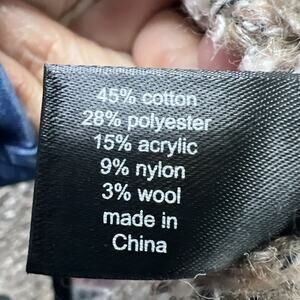 45% cotton
28% polyester
15% acrylic
9% nylon
3% wool
made in
China